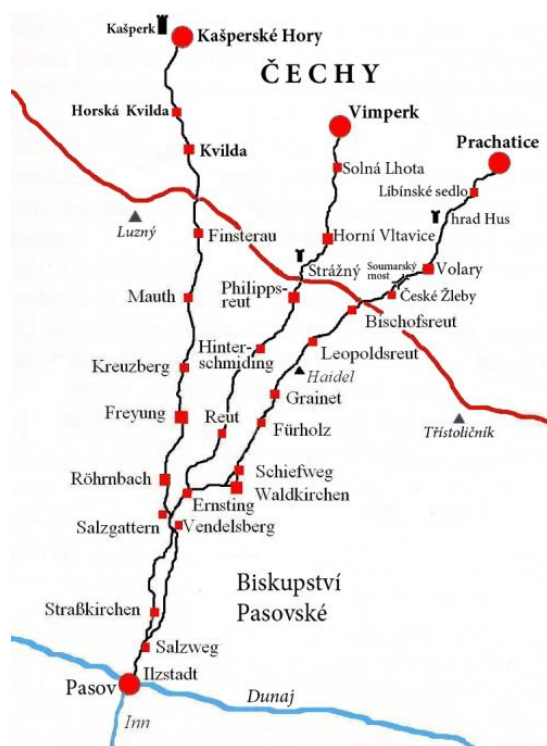 Kašperk
Kašperské Hory
ČECHY
Horská Kvilda
Vimperk
Prachatice
Kvilda
Solná Lhota
Libínské sedlo
hrad Hus
Luzný
Finsterau
Horní Vltavice
Strážný
Soumarský
most
Volary
Mauth
Philipps-
reut
České Žleby
Bischofsreut
Hinter-
schmiding
Leopoldsreut
Kreuzberg
Haidel
Grainet
Freyung
Reut
Fürholz
Třístoličník
Röhrnbach
Schiefweg
Waldkirchen
Ernsting
Salzgattern
Vendelsberg
Biskupství
Pasovské
Straßkirchen
Salzweg
Ilzstadt
Pasov
Dunaj
Inn